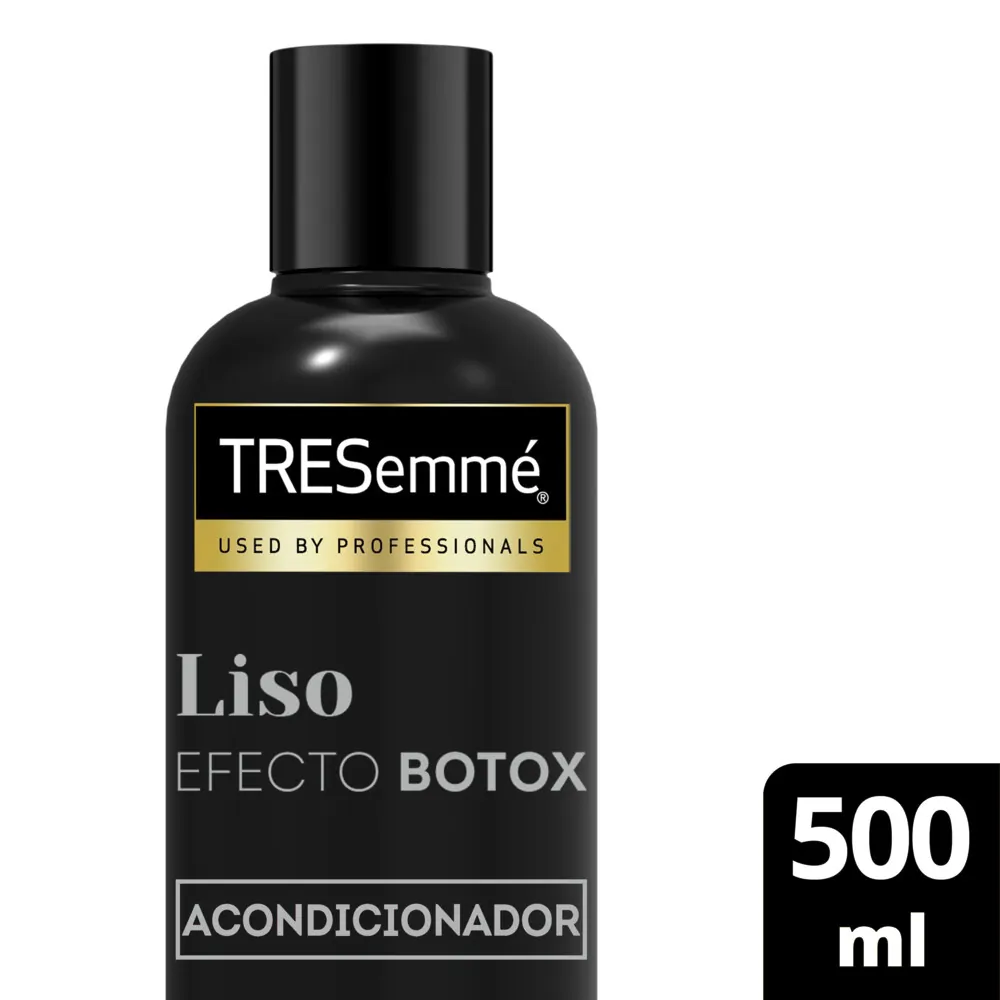 TRESemmé®
USED BY PROFESSIONALS
Liso
EFECTO BOTOX
ACONDICIONADOR
500
ml